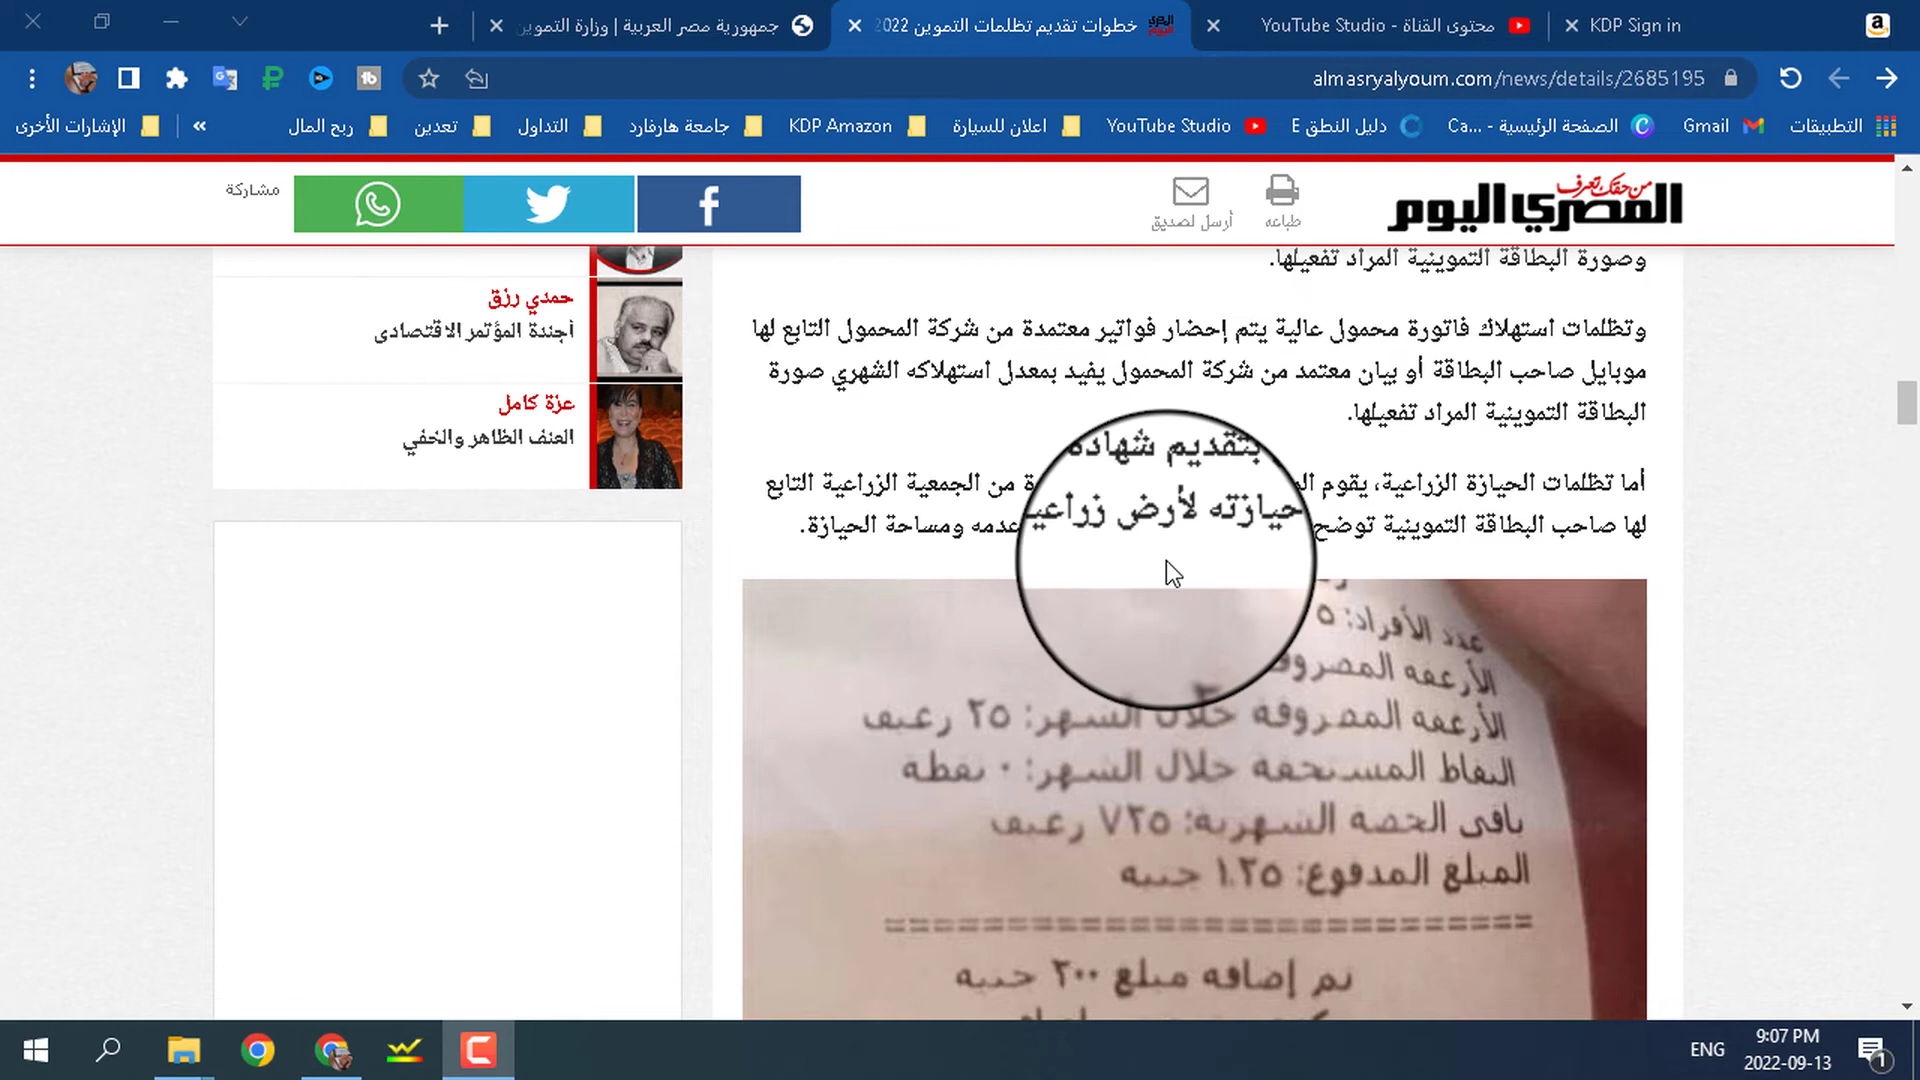 جمهورية مصر العربية | وزارة التموين
خطوات تقديم تظلمات التموين 2022
YouTube Studio - محتوى القناة
KDP Sign in
almasryalyoum.com/news/details/2685195
التطبيقات
Gmail
الصفحة الرئيسية - Ca...
دليل النطق E
YouTube Studio
اعلان للسيارة
KDP Amazon
جامعة هارفارد
التداول
تعدين
ربح المال
«
الإشارات الأخرى
من حقك تعرف
المصري اليوم
طباعه
أرسل لصديق
مشاركة
وصورة البطاقة التموينية المراد تفعيلها.
وتظلمات استهلاك فاتورة محمول عالية يتم إحضار فواتير معتمدة من شركة المحمول التابع لها
موبايل صاحب البطاقة أو بيان معتمد من شركة المحمول يفيد بمعدل استهلاكه الشهري صورة
البطاقة التموينية المراد تفعيلها.
أما تظلمات الحيازة الزراعية، يقوم بتقديم شهادة من الجمعية الزراعية التابع
لها صاحب البطاقة التموينية توضح حيازته لأرض زراعية عدمه ومساحة الحيازة.
عدد الأفراد: ٥
الأرغفه المصروفه
الأرغفه المصروفه خلال الشهر: ٢٥ رغيف
النقاط المستحقه خلال الشهر: ٠ نقطه
باقى الحصه الشهرية: ٧٢٥ رغيف
المبلغ المدفوع: ١.٢٥ جنيه
تم إضافه مبلغ ٢٠٠ جنيه
حمدي رزق
أجندة المؤتمر الاقتصادى
عزة كامل
العنف الظاهر والخفي
ENG
9:07 PM
2022-09-13
1